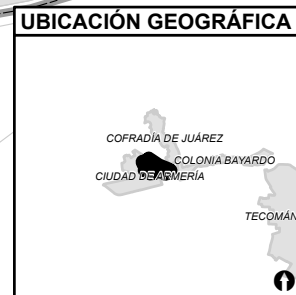 UBICACIÓN GEOGRÁFICA
COFRADÍA DE JUÁREZ
COLONIA BAYARDO
CIUDAD DE ARMERÍA
TECOMÁN